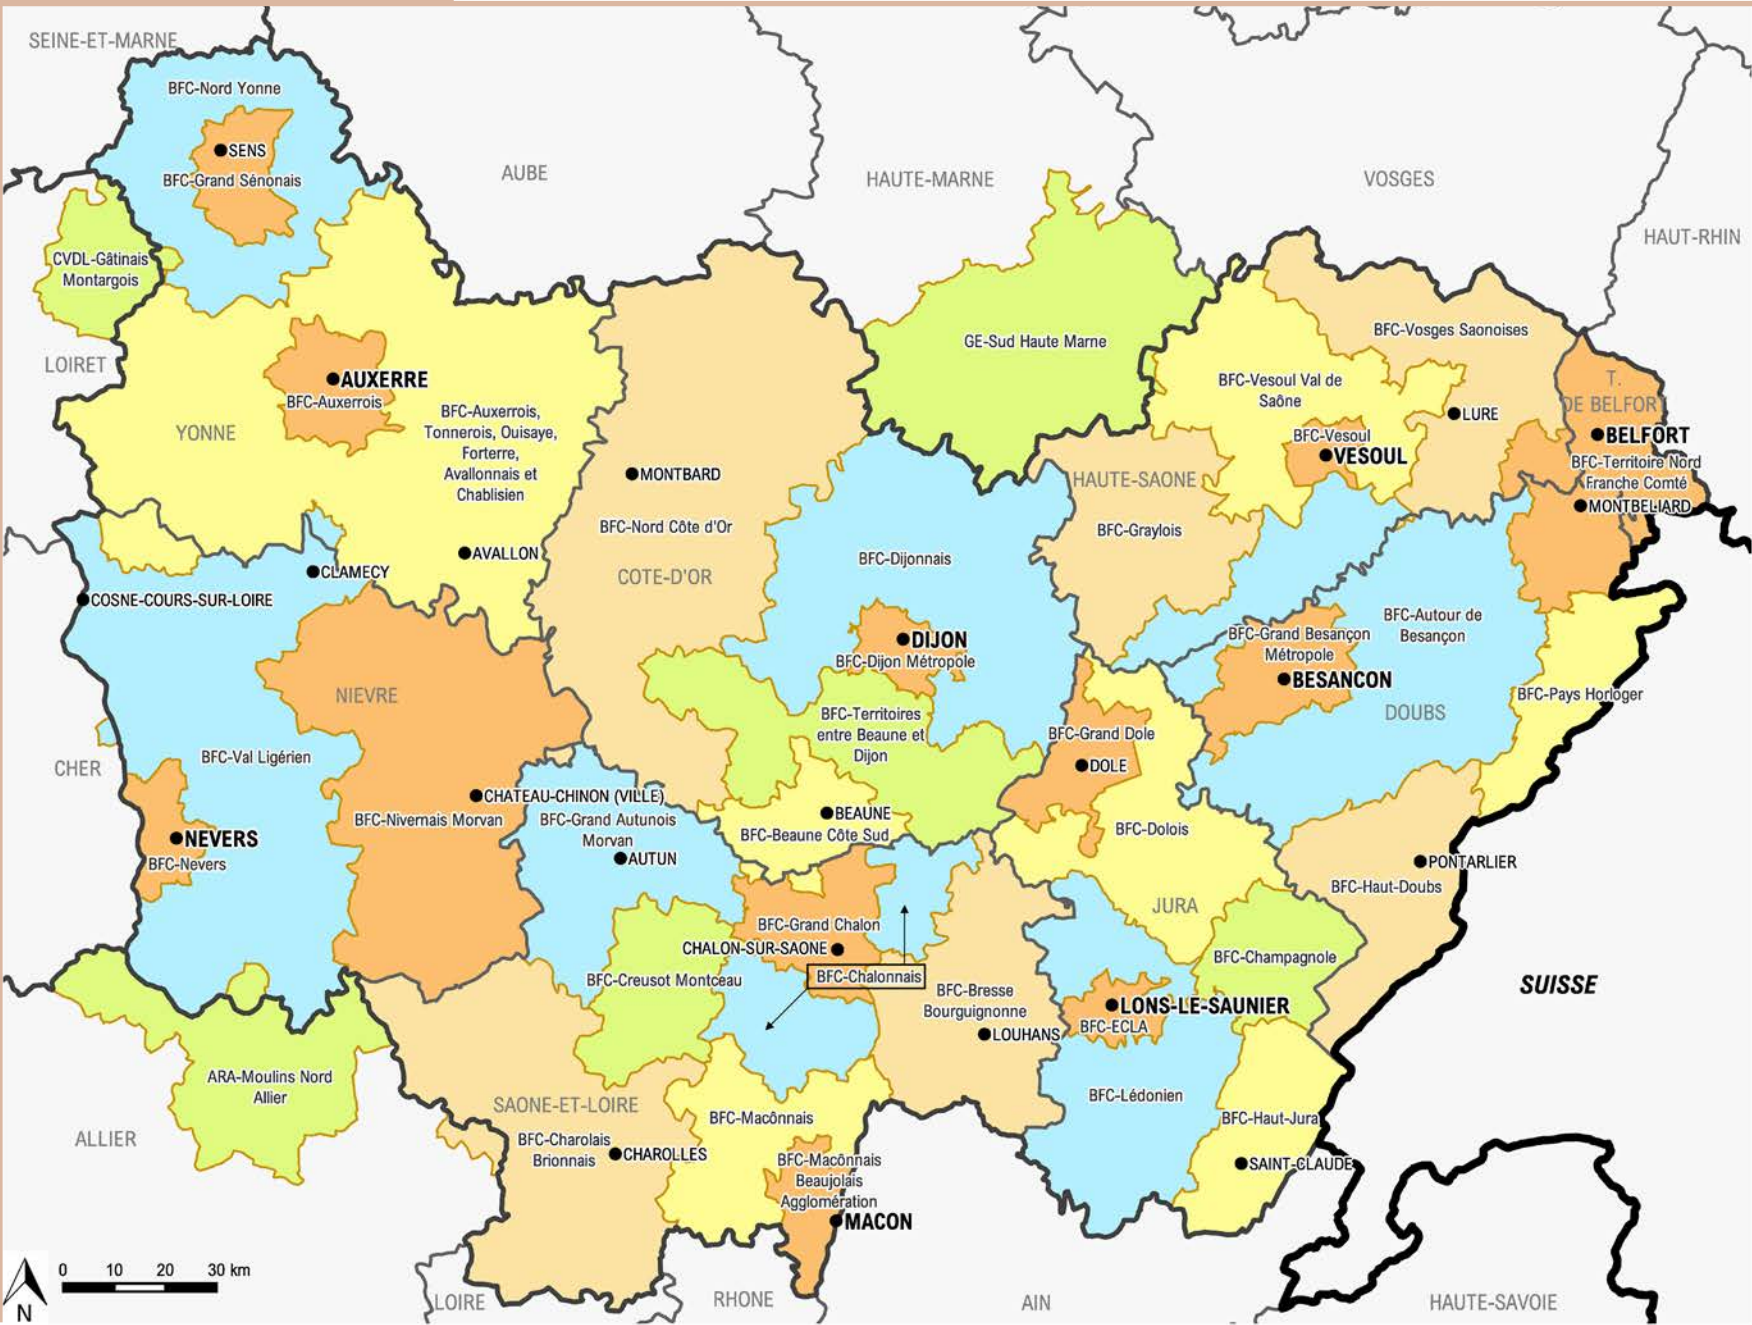 SEINE-ET-MARNE
BFC-Nord Yonne
SENS
BFC-Grand Sénonais
AUBE
HAUTE-MARNE
VOSGES
HAUT-RHIN
CVDL-Gâtinais
Montargois
LOIRET
GE-Sud Haute Marne
BFC-Vosges Saonoises
BFC-Vesoul Val de
Saône
LURE
T.
DE BELFORT
BELFORT
BFC-Vesoul
VESOUL
BFC-Territoire Nord
Franche Comté
MONTBELIARD
AUXERRE
BFC-Auxerrois
YONNE
BFC-Auxerrois,
Tonnerois, Ouisaye,
Forterre,
Avallonnais et
Chablisien
MONTBARD
HAUTE-SAONE
BFC-Graylois
BFC-Nord Côte d'Or
COTE-D'OR
BFC-Dijonnais
AVALLON
CLAMECY
COSNE-COURS-SUR-LOIRE
DIJON
BFC-Dijon Métropole
BFC-Grand Besançon
Métropole
BESANCON
BFC-Autour de
Besançon
DOUBS
BFC-Pays Horloger
NIEVRE
BFC-Territoires
entre Beaune et
Dijon
BFC-Grand Dole
DOLE
CHER
BFC-Val Ligérien
CHATEAU-CHINON (VILLE)
BFC-Nivernais Morvan
BFC-Grand Autunois
Morvan
AUTUN
BEAUNE
BFC-Beaune Côte Sud
BFC-Dolois
NEVERS
BFC-Nevers
PONTARLIER
BFC-Haut-Doubs
JURA
BFC-Grand Chalon
CHALON-SUR-SAONE
BFC-Chalonnais
BFC-Creusot Montceau
BFC-Champagnole
BFC-Bresse
Bourguignonne
LOUHANS
LONS-LE-SAUNIER
BFC-ECLA
SUISSE
ARA-Moulins Nord
Allier
ALLIER
SAONE-ET-LOIRE
BFC-Charolais
Brionnais
CHAROLLES
BFC-Macônnais
BFC-Macônnais
Beaujolais
Agglomération
MACON
BFC-Lédonien
BFC-Haut-Jura
SAINT-CLAUDE
0 10 20 30 km
N
LOIRE
RHONE
AIN
HAUTE-SAVOIE